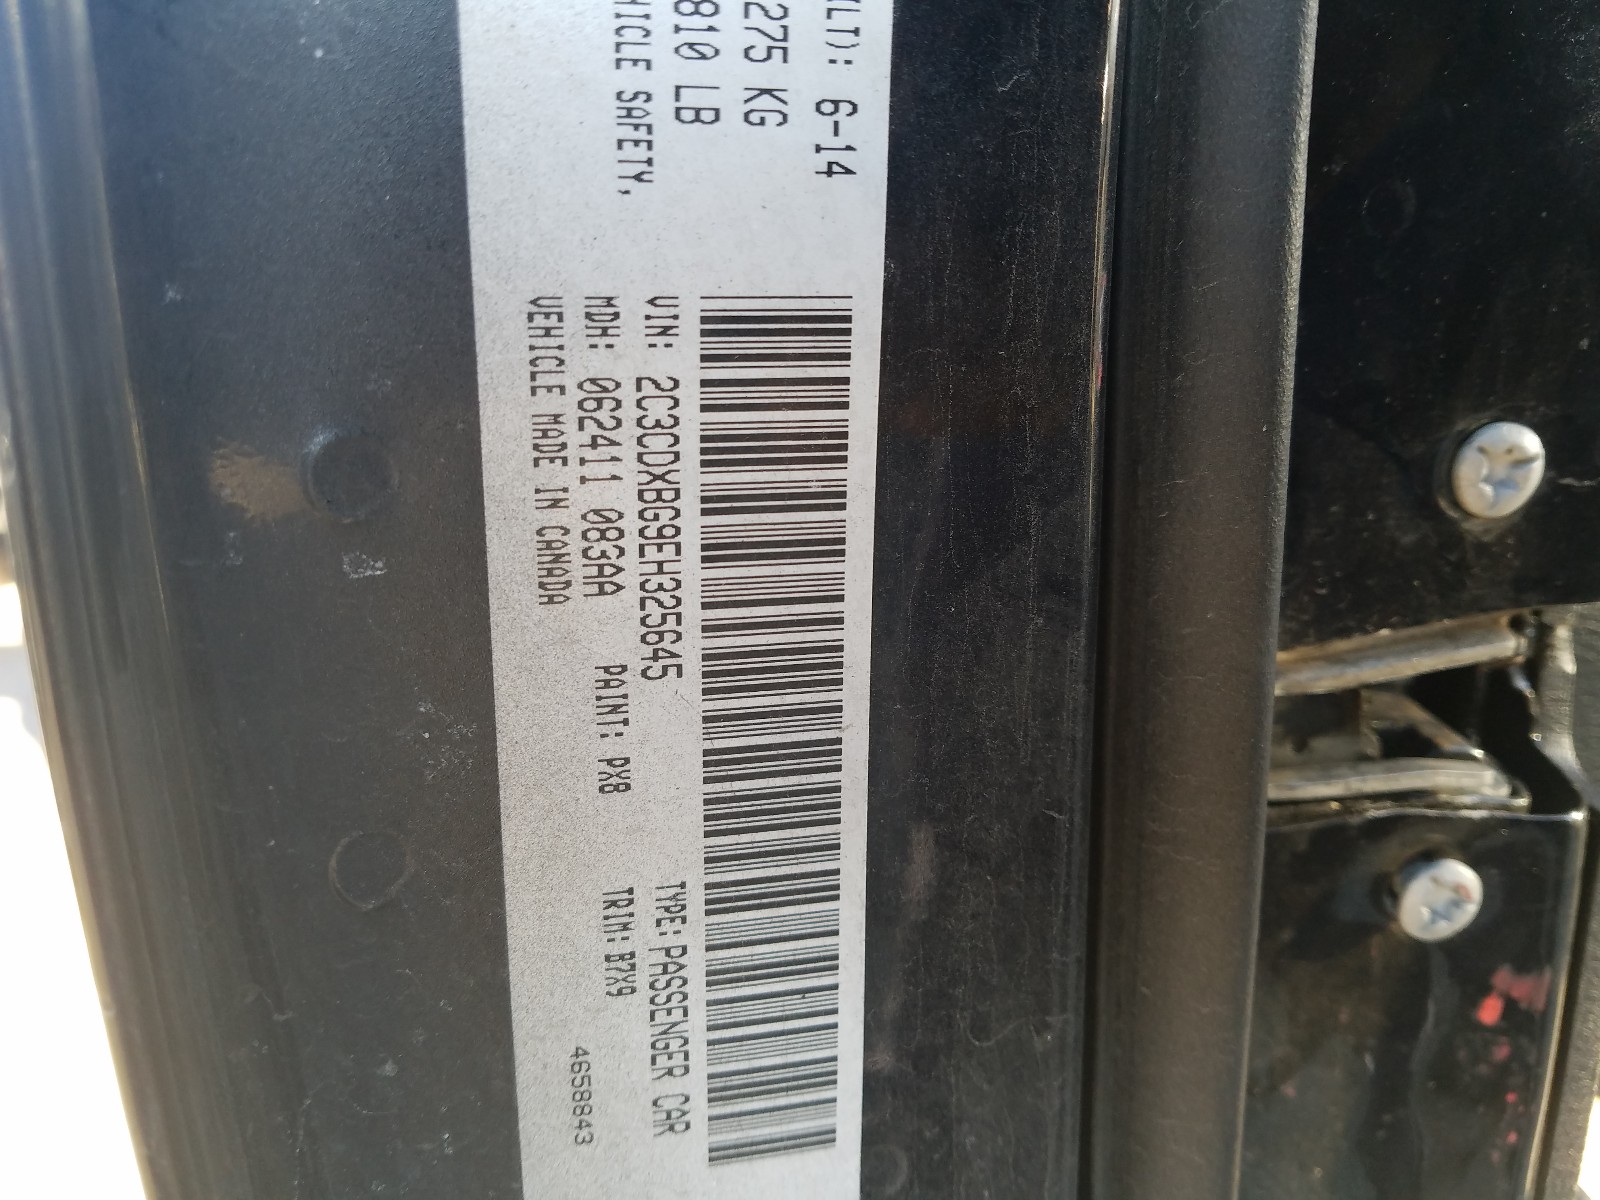 ILT): 6-14
275 KG
810 LB
HICLE SAFETY,
VIN: 2C3CDXBG9EH325645
TYPE: PASSENGER CAR
MDH: 062411 083AA PAINT: PX8 TRIM: B7X9
VEHICLE MADE IN CANADA
4658843